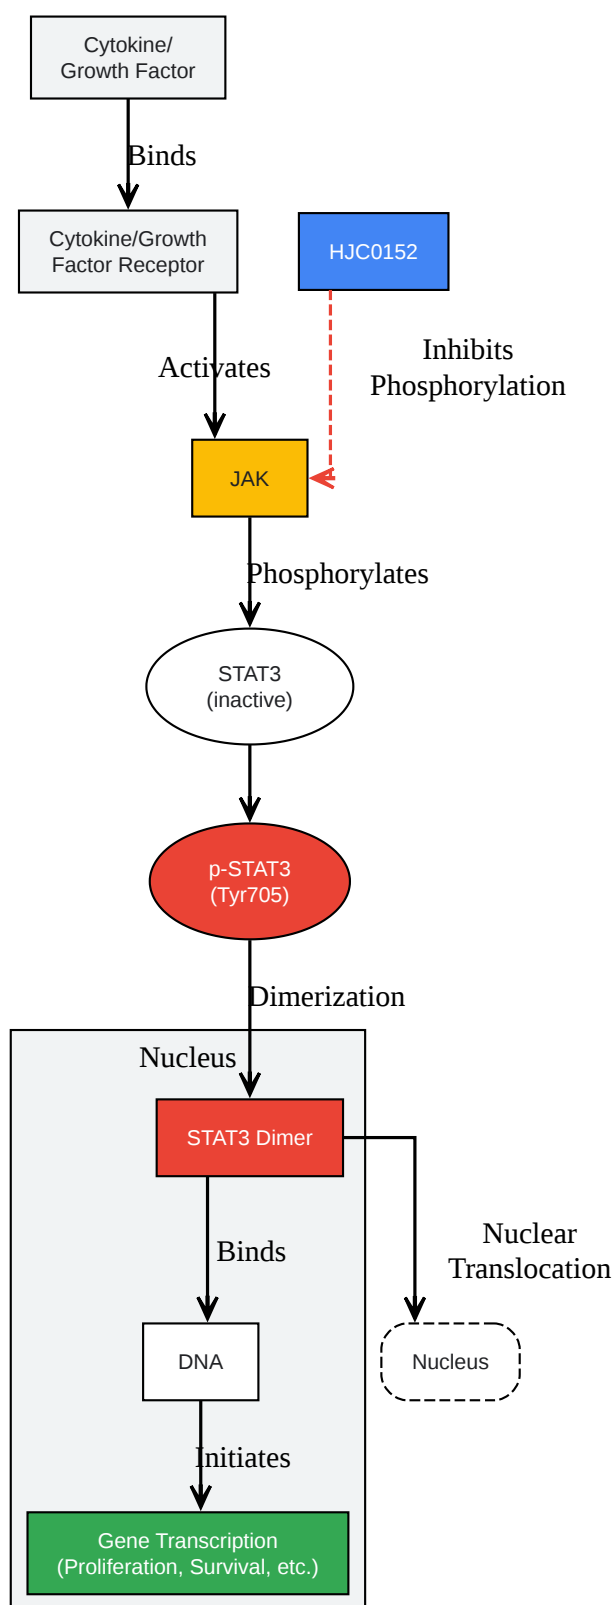 Cytokine/
Growth Factor
Binds
Cytokine/Growth
Factor Receptor
HJC0152
Activates
Inhibits
Phosphorylation
JAK
Phosphorylates
STAT3
(inactive)
p-STAT3
(Tyr705)
Dimerization
Nucleus
STAT3 Dimer
Binds
Nuclear
Translocation
DNA
Nucleus
Initiates
Gene Transcription
(Proliferation, Survival, etc.)